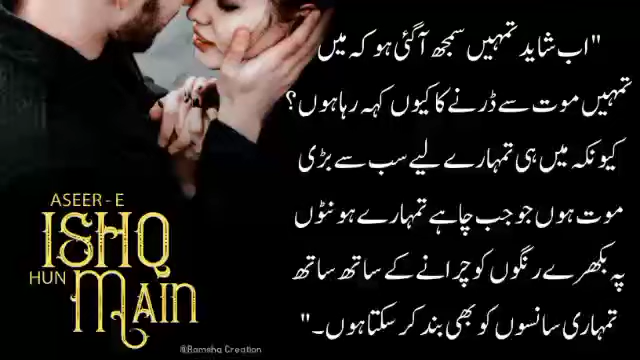 "اب شاید تمہیں سمجھ آ گئی ہو کہ میں
تمہیں موت سے ڈرنے کا کیوں کہہ رہا ہوں؟
کیونکہ میں ہی تمہارے لیے سب سے بڑی
موت ہوں جو جب چاہے تمہارے ہونٹوں
پہ بکھرے رنگوں کو چرانے کے ساتھ ساتھ
تمہاری سانسوں کو بھی بند کر سکتا ہوں۔"
ASEER-E
ISHQ
HUN MAIN
@Ramsha Creation